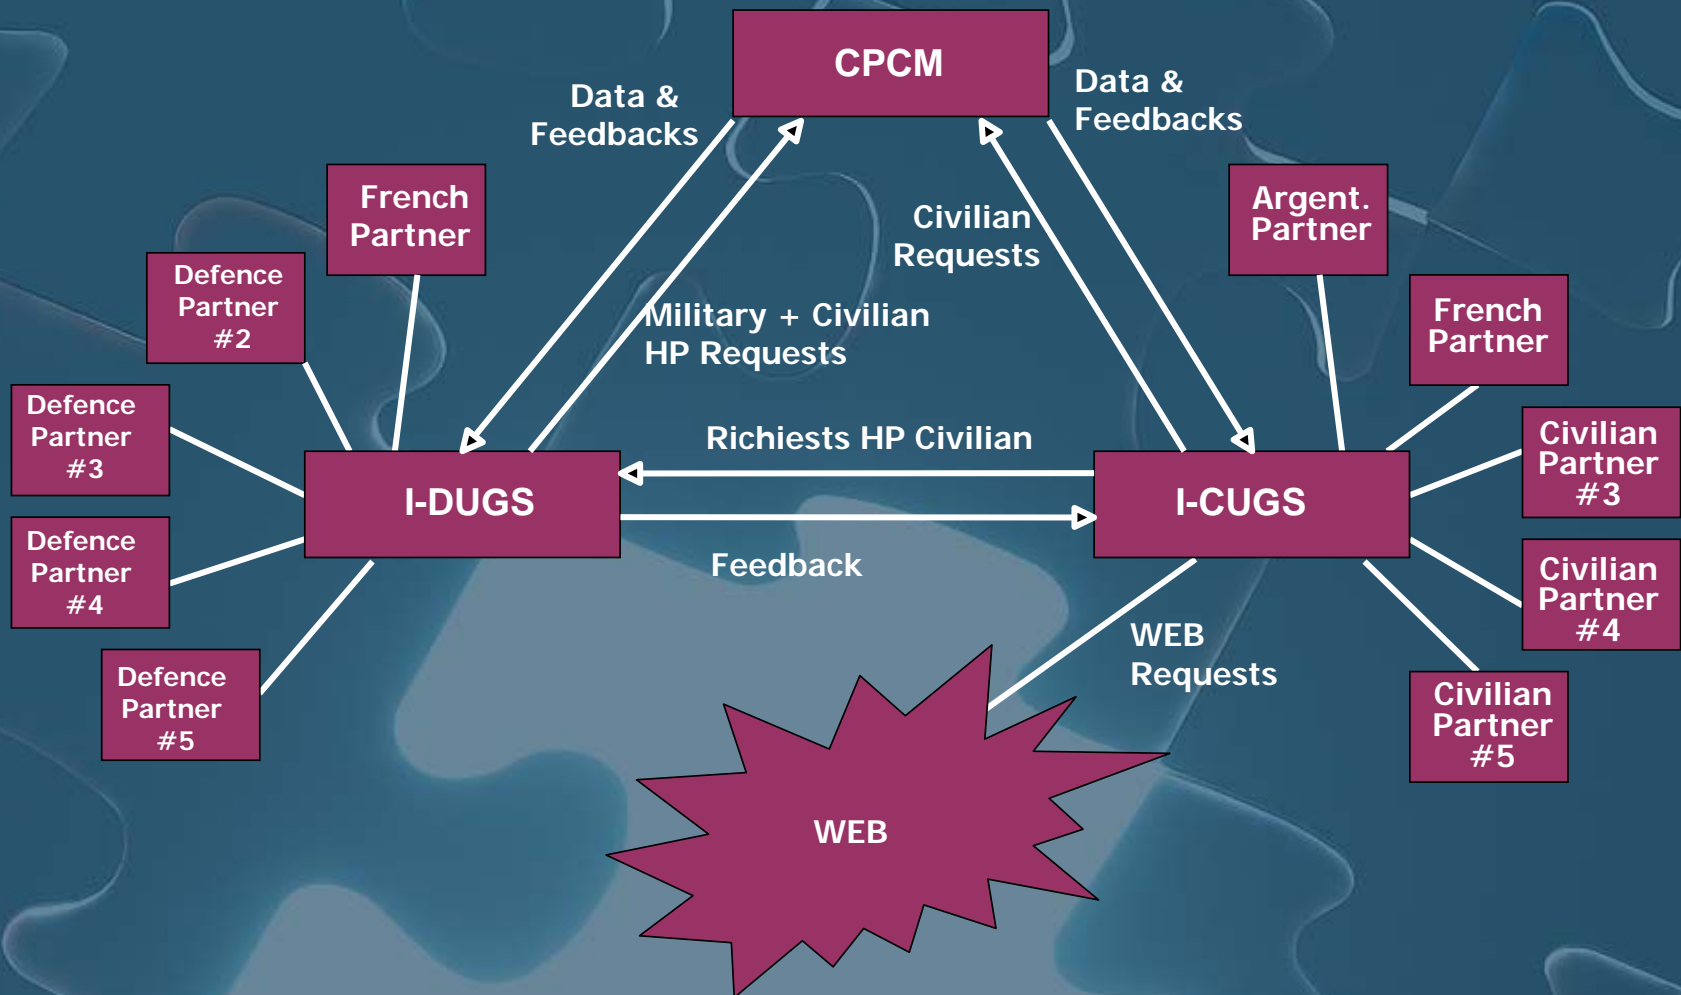 CPCM
Data &
Feedbacks
Data &
Feedbacks
French
Partner
Argent.
Partner
Civilian
Requests
Defence
Partner
#2
Military + Civilian
HP Requests
French
Partner
Defence
Partner
#3
Richiests HP Civilian
Civilian
Partner
#3
I-DUGS
I-CUGS
Defence
Partner
#4
Feedback
Civilian
Partner
#4
WEB
Requests
Defence
Partner
#5
Civilian
Partner
#5
WEB